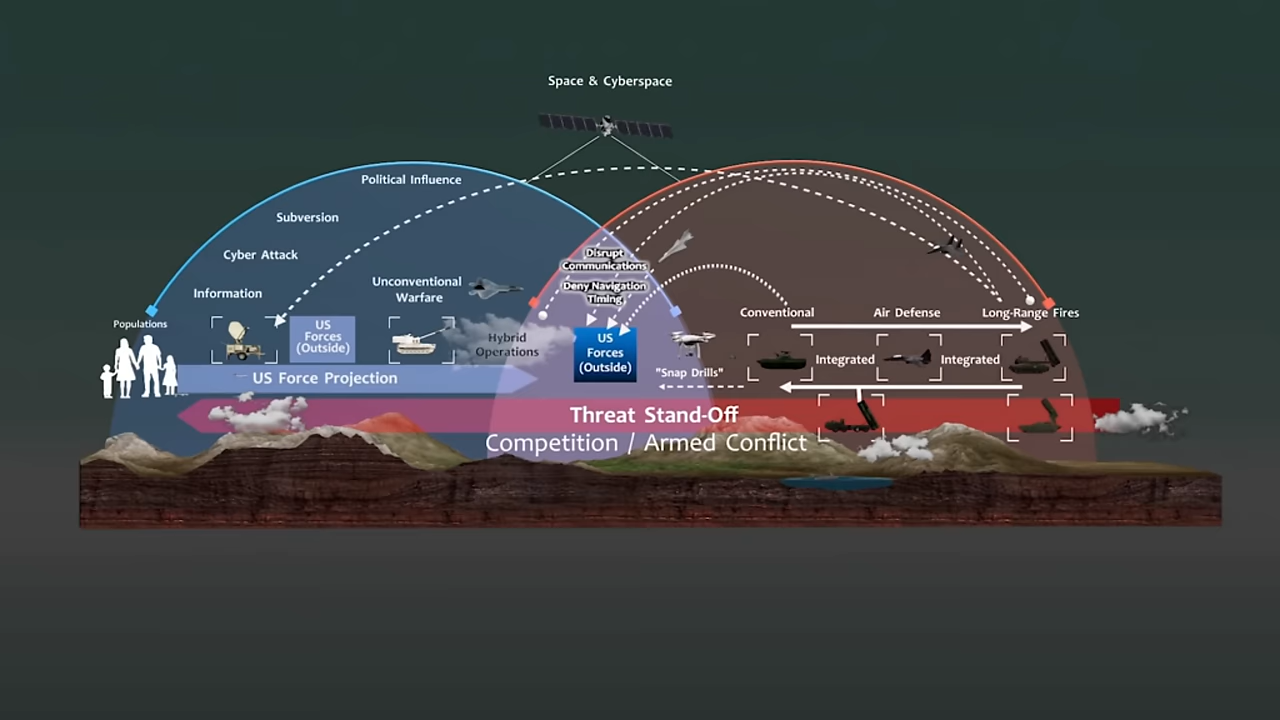 Space & Cyberspace
Political Influence
Subversion
Cyber Attack
Information
Unconventional
Warfare
Disrupt
Communications
Deny Navigation
Timing
Populations
US
Forces
(Outside)
Hybrid
Operations
US
Forces
(Outside)
"Snap Drills"
Conventional
Air Defense
Long-Range Fires
Integrated
Integrated
US Force Projection
Threat Stand-Off
Competition / Armed Conflict